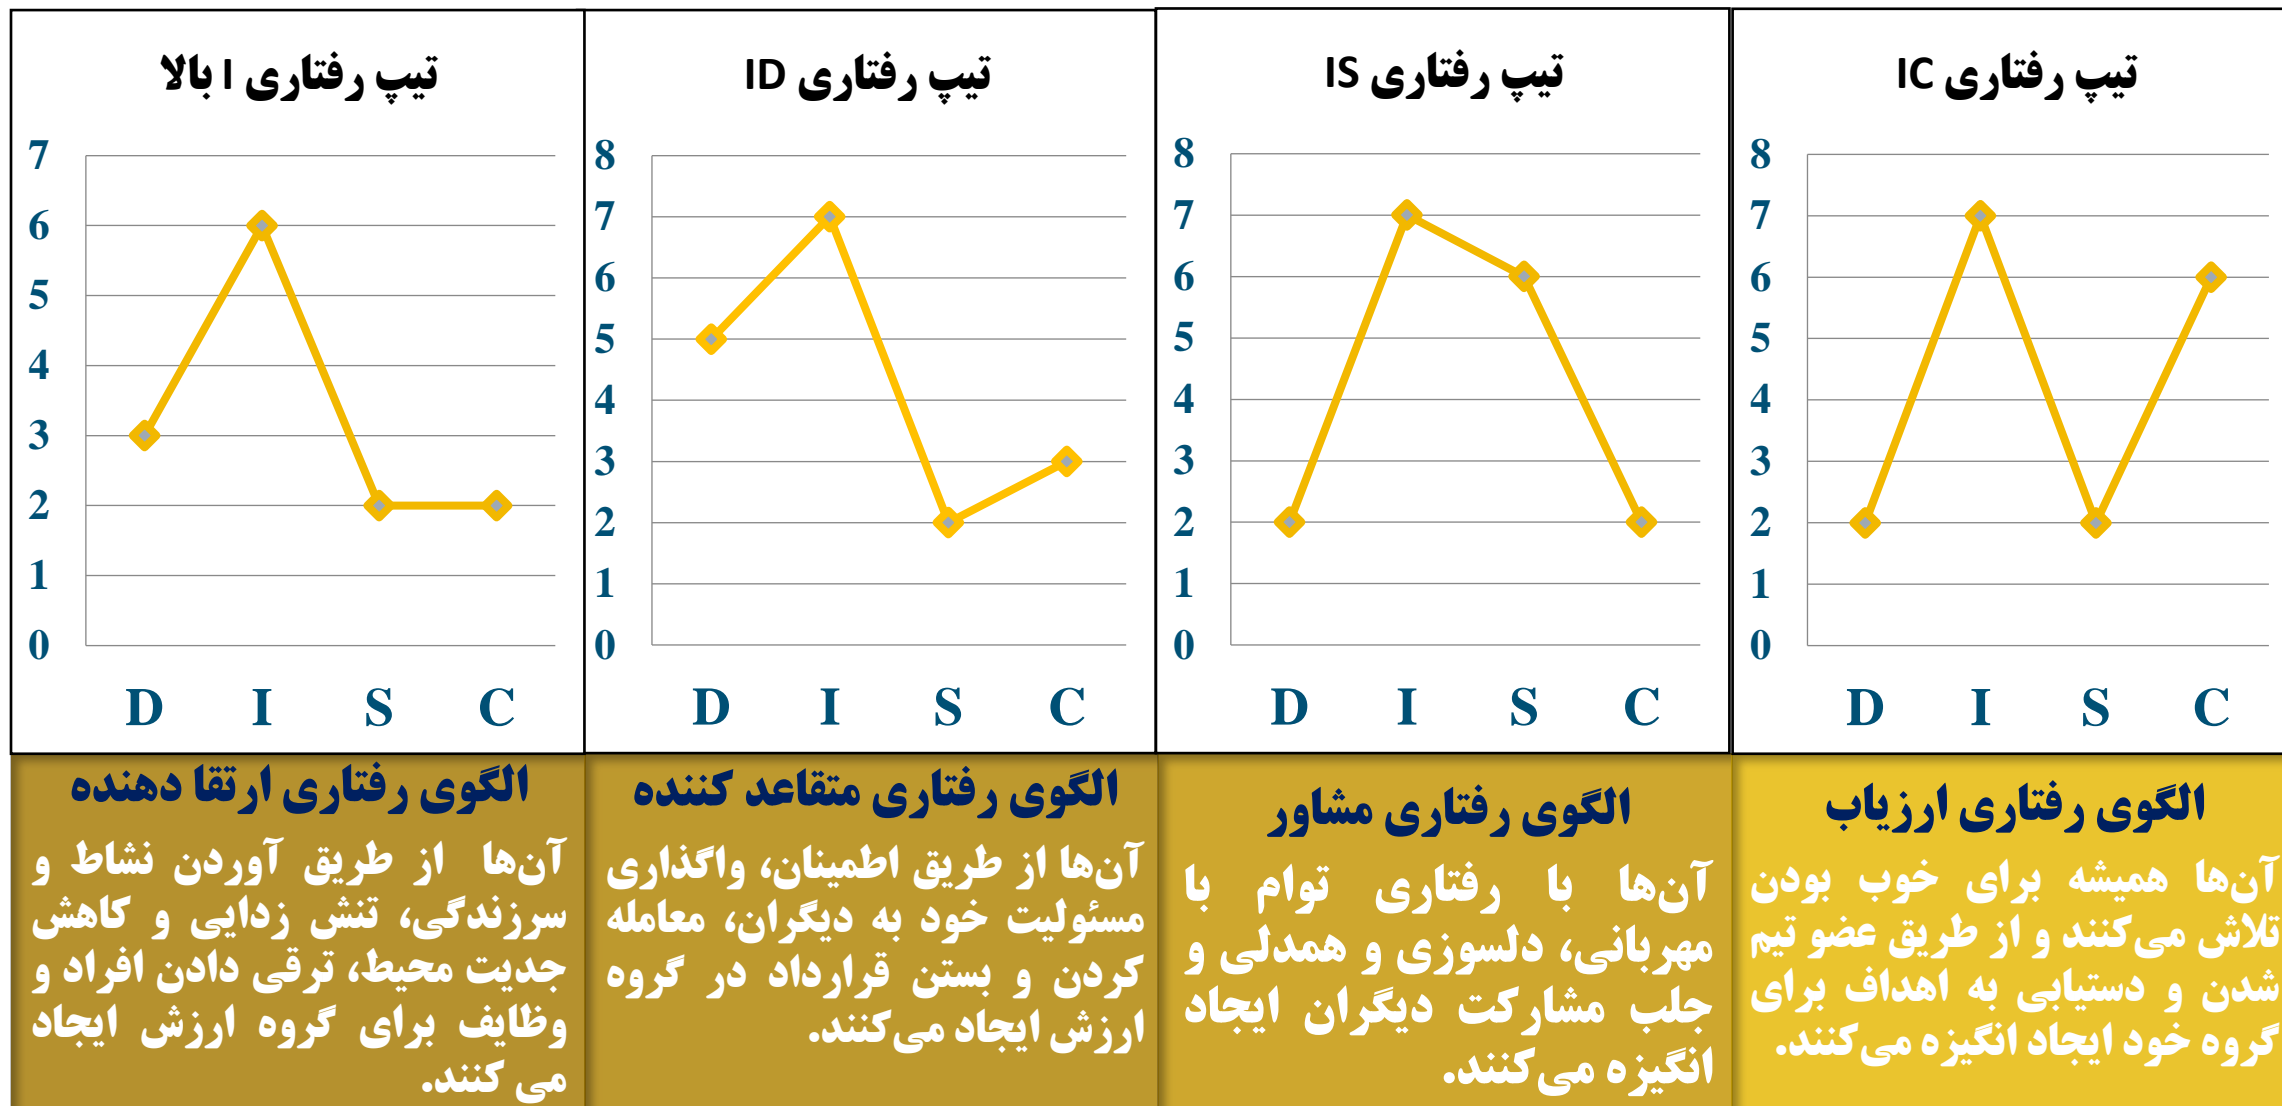 تیپ رفتاری I بالا
7
6
5
4
3
2
1
0
D I S C
الگوی رفتاری ارتقا دهنده
آن‌ها از طریق آوردن نشاط و
سرزندگی، تنش زدایی و کاهش
جدیت محیط، ترقی دادن افراد و
وظایف برای گروه ارزش ایجاد
می کنند.
تیپ رفتاری ID
8
7
6
5
4
3
2
1
0
D I S C
الگوی رفتاری متقاعد کننده
آن‌ها از طریق اطمینان، واگذاری
مسئولیت خود به دیگران، معامله
کردن و بستن قرارداد در گروه
ارزش ایجاد می‌کنند.
تیپ رفتاری IS
8
7
6
5
4
3
2
1
0
D I S C
الگوی رفتاری مشاور
آن‌ها با رفتاری توام با
مهربانی، دلسوزی و همدلی و
جلب مشارکت دیگران ایجاد
انگیزه می‌کنند.
تیپ رفتاری IC
8
7
6
5
4
3
2
1
0
D I S C
الگوی رفتاری ارزیاب
آن‌ها همیشه برای خوب بودن
تلاش می‌کنند و از طریق عضو تیم
شدن و دستیابی به اهداف برای
گروه خود ایجاد انگیزه می‌کنند.